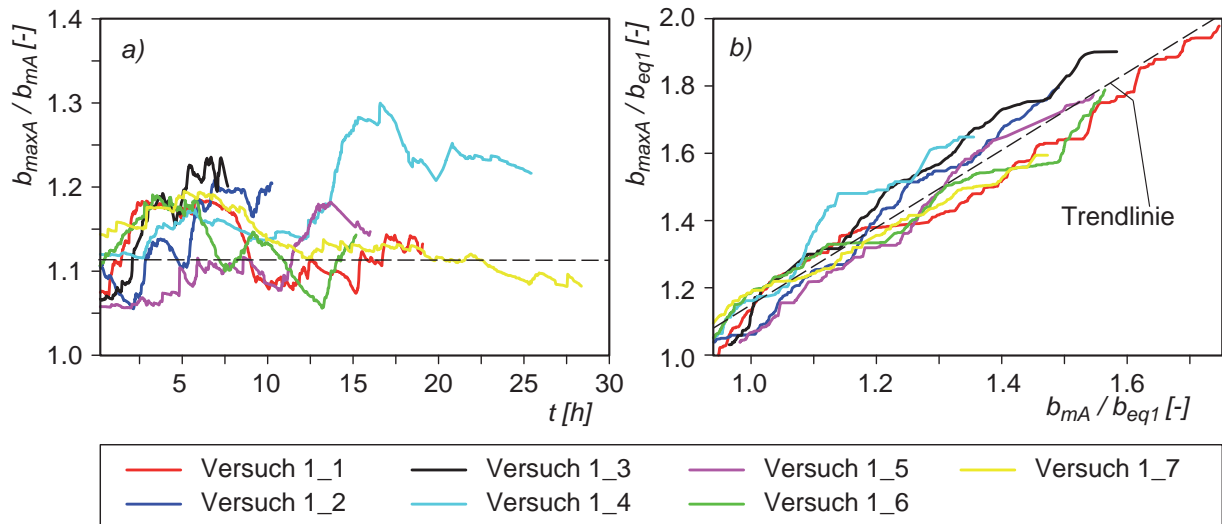 b_maxA / b_mA [-]
a)
1.4
1.3
1.2
1.1
1.0
5
10
15
20
25
30
t [h]
b_maxA / b_eq1 [-]
b)
2.0
1.8
1.6
1.4
1.2
1.0
Trendlinie
1.0
1.2
1.4
1.6
b_mA / b_eq1 [-]
Versuch 1_1
Versuch 1_3
Versuch 1_5
Versuch 1_7
Versuch 1_2
Versuch 1_4
Versuch 1_6